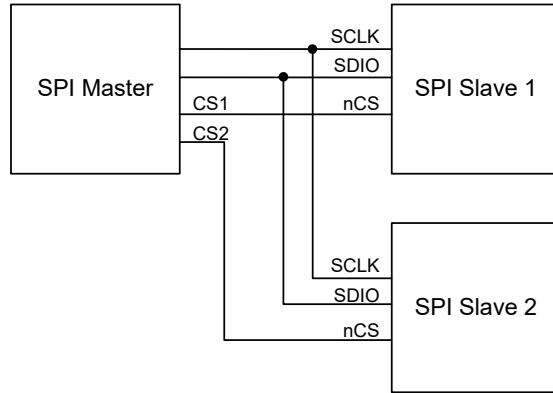 SPI Master
CS1
CS2
SCLK
SDIO
nCS
SPI Slave 1
SCLK
SDIO
nCS
SPI Slave 2